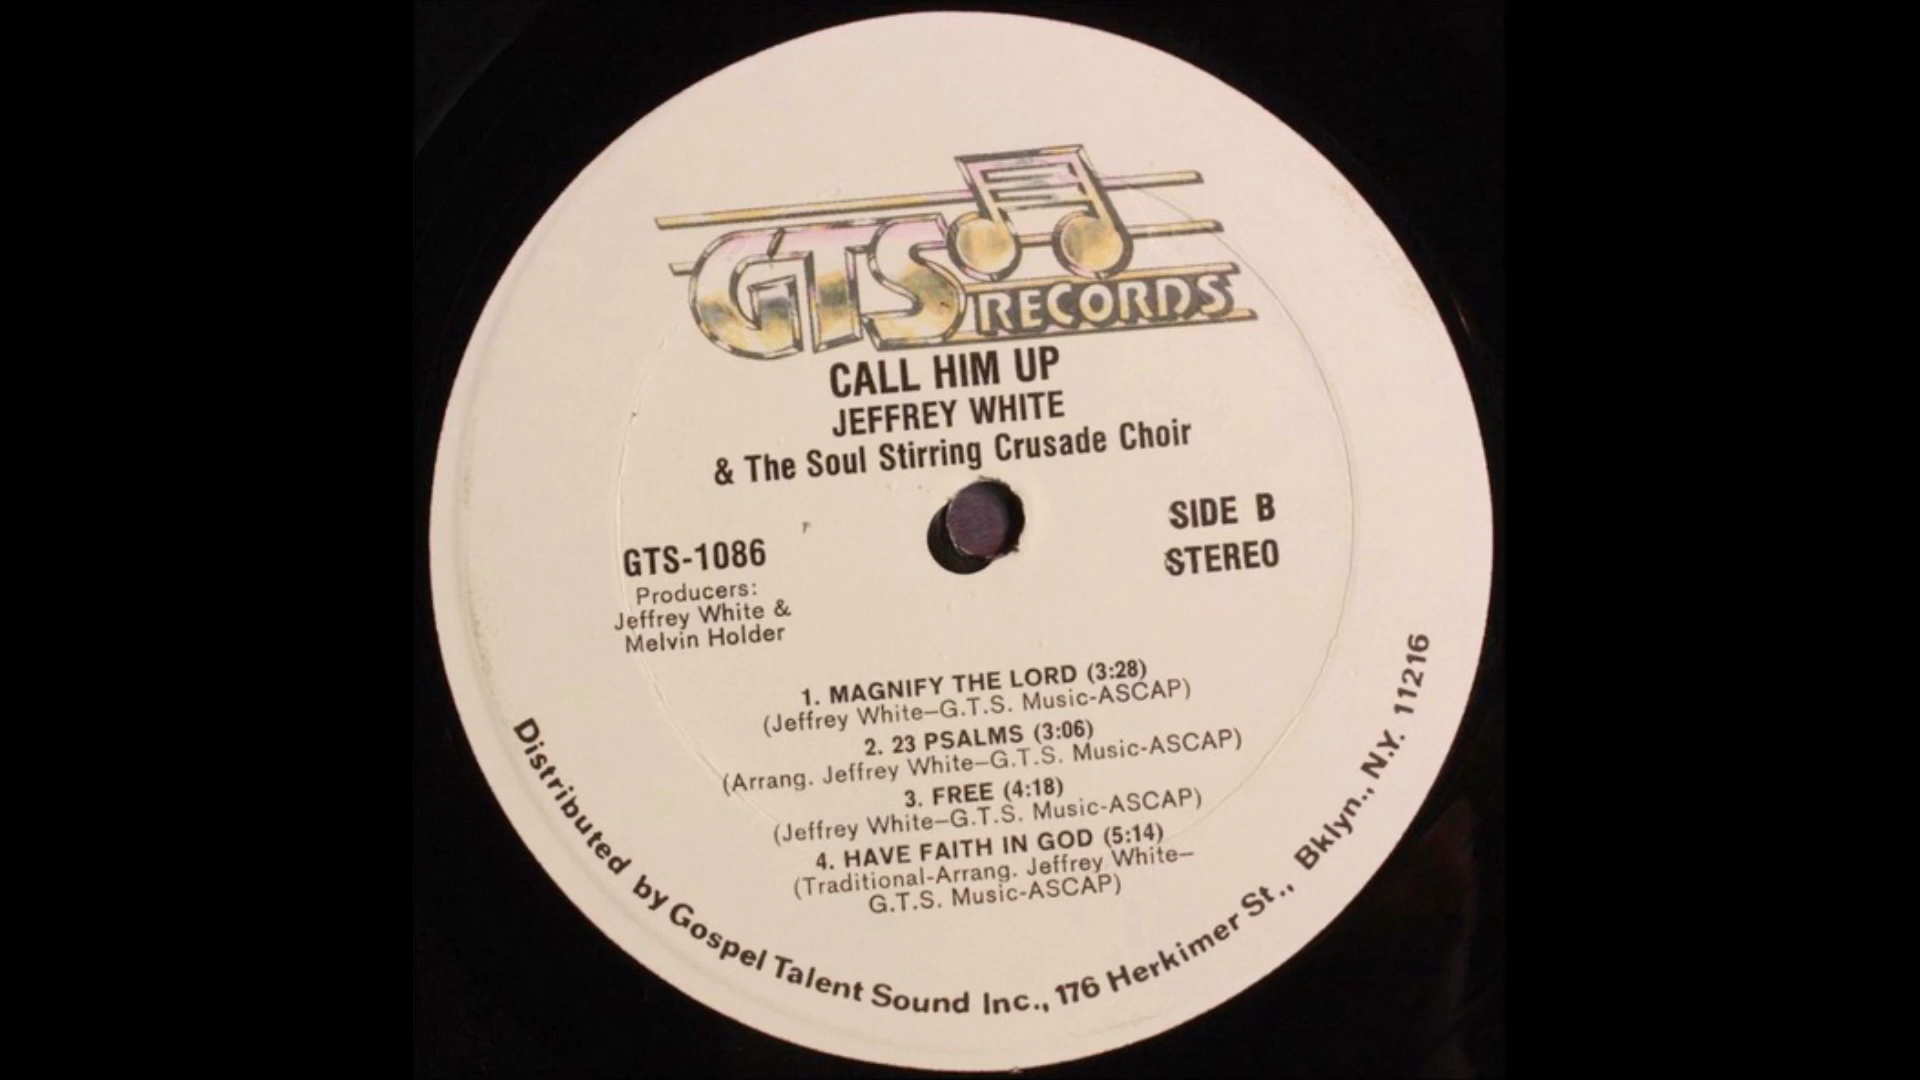 GTS RECORDS
CALL HIM UP
JEFFREY WHITE
& The Soul Stirring Crusade Choir
SIDE B
STEREO
GTS-1086
Producers:
Jeffrey White &
Melvin Holder
1. MAGNIFY THE LORD (3:28)
(Jeffrey White–G.T.S. Music-ASCAP)
2. 23 PSALMS (3:06)
(Arrang. Jeffrey White–G.T.S. Music-ASCAP)
3. FREE (4:18)
(Jeffrey White–G.T.S. Music-ASCAP)
4. HAVE FAITH IN GOD (5:14)
(Traditional-Arrang. Jeffrey White–
G.T.S. Music-ASCAP)
Distributed by Gospel Talent Sound Inc., 176 Herkimer St., Bklyn., N.Y. 11216